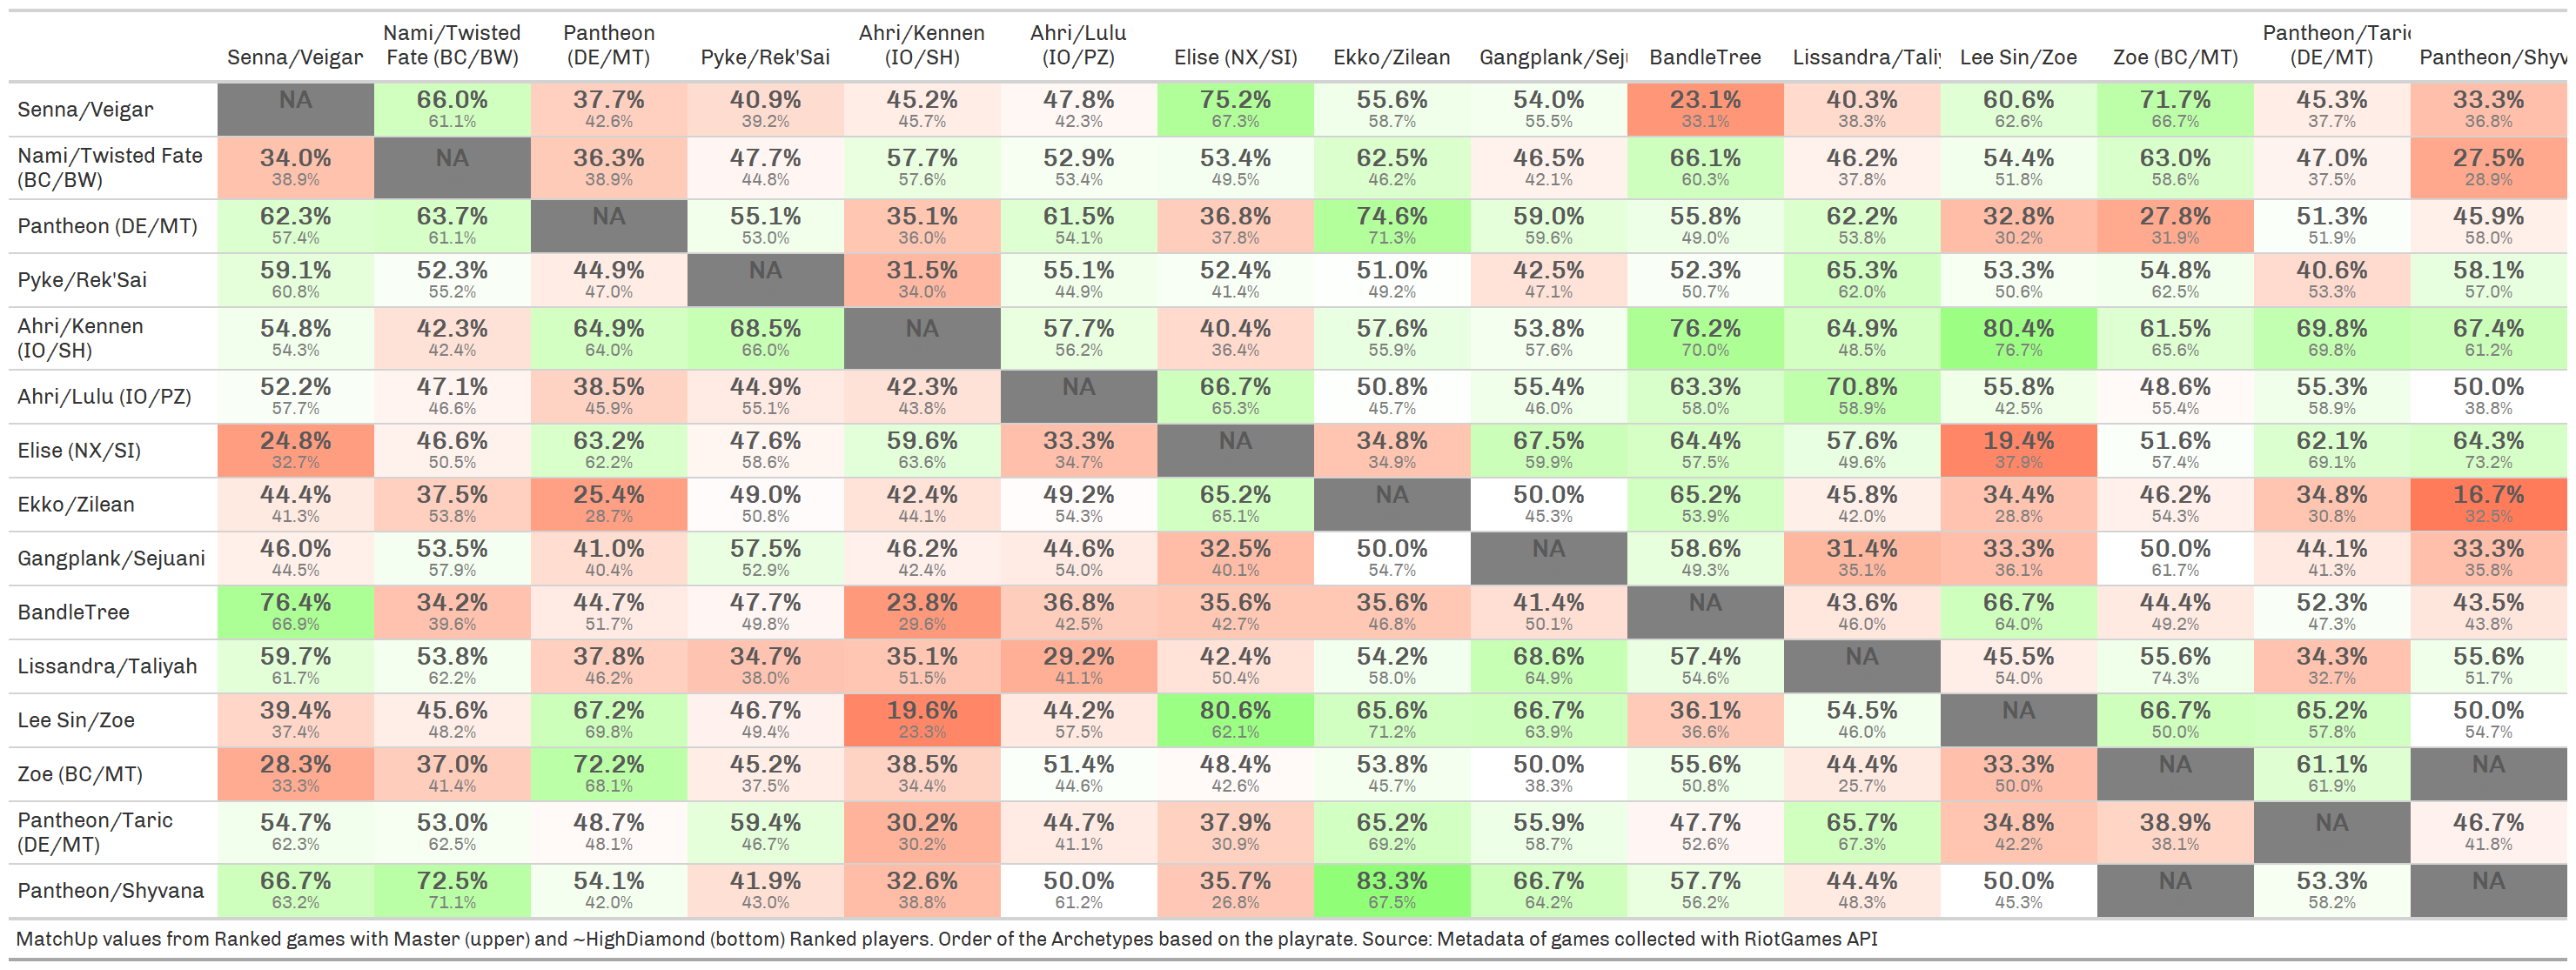 Senna/Veigar Nami/Twisted Fate (BC/BW) Pantheon (DE/MT) Pyke/Rek'Sai Ahri/Kennen (IO/SH) Ahri/Lulu (IO/PZ) Elise (NX/SI) Ekko/Zilean Gangplank/Seju BandleTree Lissandra/Taliy Lee Sin/Zoe Zoe (BC/MT) Pantheon/Taric (DE/MT) Pantheon/Shyv
Senna/Veigar NA 66.0% 37.7% 40.9% 45.2% 47.8% 75.2% 55.6% 54.0% 23.1% 40.3% 60.6% 71.7% 45.3% 33.3%
61.1% 42.6% 39.2% 45.7% 42.3% 67.3% 58.7% 55.5% 33.1% 38.3% 62.6% 66.7% 37.7% 36.8%
Nami/Twisted Fate (BC/BW) 34.0% NA 36.3% 47.7% 57.7% 52.9% 53.4% 62.5% 46.5% 66.1% 46.2% 54.4% 63.0% 47.0% 27.5%
38.9% 38.9% 44.8% 57.6% 53.4% 49.5% 46.2% 42.1% 60.3% 37.8% 51.8% 58.6% 37.5% 28.9%
Pantheon (DE/MT) 62.3% 63.7% NA 55.1% 35.1% 61.5% 36.8% 74.6% 59.0% 55.8% 62.2% 32.8% 27.8% 51.3% 45.9%
57.4% 61.1% 53.0% 36.0% 54.1% 37.8% 71.3% 59.6% 49.0% 53.8% 30.2% 31.9% 51.9% 58.0%
Pyke/Rek'Sai 59.1% 52.3% 44.9% NA 31.5% 55.1% 52.4% 51.0% 42.5% 52.3% 65.3% 53.3% 54.8% 40.6% 58.1%
60.8% 55.2% 47.0% 34.0% 44.9% 41.4% 49.2% 47.1% 50.7% 62.0% 50.6% 62.5% 53.3% 57.0%
Ahri/Kennen (IO/SH) 54.8% 42.3% 64.9% 68.5% NA 57.7% 40.4% 57.6% 53.8% 76.2% 64.9% 80.4% 61.5% 69.8% 67.4%
54.3% 42.4% 64.0% 66.0% 56.2% 36.4% 55.9% 57.6% 70.0% 48.5% 76.7% 65.6% 69.8% 61.2%
Ahri/Lulu (IO/PZ) 52.2% 47.1% 38.5% 44.9% 42.3% NA 66.7% 50.8% 55.4% 63.3% 70.8% 55.8% 48.6% 55.3% 50.0%
57.7% 46.6% 45.9% 55.1% 43.8% 65.3% 45.7% 46.0% 58.0% 58.9% 42.5% 55.4% 58.9% 38.8%
Elise (NX/SI) 24.8% 46.6% 63.2% 47.6% 59.6% 33.3% NA 34.8% 67.5% 64.4% 57.6% 19.4% 51.6% 62.1% 64.3%
32.7% 50.5% 62.2% 58.6% 63.6% 34.7% 34.9% 59.9% 57.5% 49.6% 37.9% 57.4% 69.1% 73.2%
Ekko/Zilean 44.4% 37.5% 25.4% 49.0% 42.4% 49.2% 65.2% NA 50.0% 65.2% 45.8% 34.4% 46.2% 34.8% 16.7%
41.3% 53.8% 28.7% 50.8% 44.1% 54.3% 65.1% 45.3% 53.9% 42.0% 28.8% 54.3% 30.8% 32.5%
Gangplank/Sejuani 46.0% 53.5% 41.0% 57.5% 46.2% 44.6% 32.5% 50.0% NA 58.6% 31.4% 33.3% 50.0% 44.1% 33.3%
44.5% 57.9% 40.4% 52.9% 42.4% 54.0% 40.1% 54.7% 49.3% 35.1% 36.1% 61.7% 41.3% 35.8%
BandleTree 76.4% 34.2% 44.7% 47.7% 23.8% 36.8% 35.6% 35.6% 41.4% NA 43.6% 66.7% 44.4% 52.3% 43.5%
66.9% 39.6% 51.7% 49.8% 29.6% 42.5% 42.7% 46.8% 50.1% 46.0% 64.0% 49.2% 47.3% 43.8%
Lissandra/Taliyah 59.7% 53.8% 37.8% 34.7% 35.1% 29.2% 42.4% 54.2% 68.6% 57.4% NA 45.5% 55.6% 34.3% 55.6%
61.7% 62.2% 46.2% 38.0% 51.5% 41.1% 50.4% 58.0% 64.9% 54.6% 54.0% 74.3% 32.7% 51.7%
Lee Sin/Zoe 39.4% 45.6% 67.2% 46.7% 19.6% 44.2% 80.6% 65.6% 66.7% 36.1% 54.5% NA 66.7% 65.2% 50.0%
37.4% 48.2% 69.8% 49.4% 23.3% 57.5% 62.1% 71.2% 63.9% 36.6% 46.0% 50.0% 57.8% 54.7%
Zoe (BC/MT) 28.3% 37.0% 72.2% 45.2% 38.5% 51.4% 48.4% 53.8% 50.0% 55.6% 44.4% 33.3% NA 61.1% NA
33.3% 41.4% 68.1% 37.5% 34.4% 44.6% 42.6% 45.7% 38.3% 50.8% 25.7% 50.0% 61.9%
Pantheon/Taric (DE/MT) 54.7% 53.0% 48.7% 59.4% 30.2% 44.7% 37.9% 65.2% 55.9% 47.7% 65.7% 34.8% 38.9% NA 46.7%
62.3% 62.5% 48.1% 46.7% 30.2% 41.1% 30.9% 69.2% 58.7% 52.6% 67.3% 42.2% 38.1% 41.8%
Pantheon/Shyvana 66.7% 72.5% 54.1% 41.9% 32.6% 50.0% 35.7% 83.3% 66.7% 57.7% 44.4% 50.0% NA 53.3% NA
63.2% 71.1% 42.0% 43.0% 38.8% 61.2% 26.8% 67.5% 64.2% 56.2% 48.3% 45.3% 58.2%
MatchUp values from Ranked games with Master (upper) and ~HighDiamond (bottom) Ranked players. Order of the Archetypes based on the playrate. Source: Metadata of games collected with RiotGames API